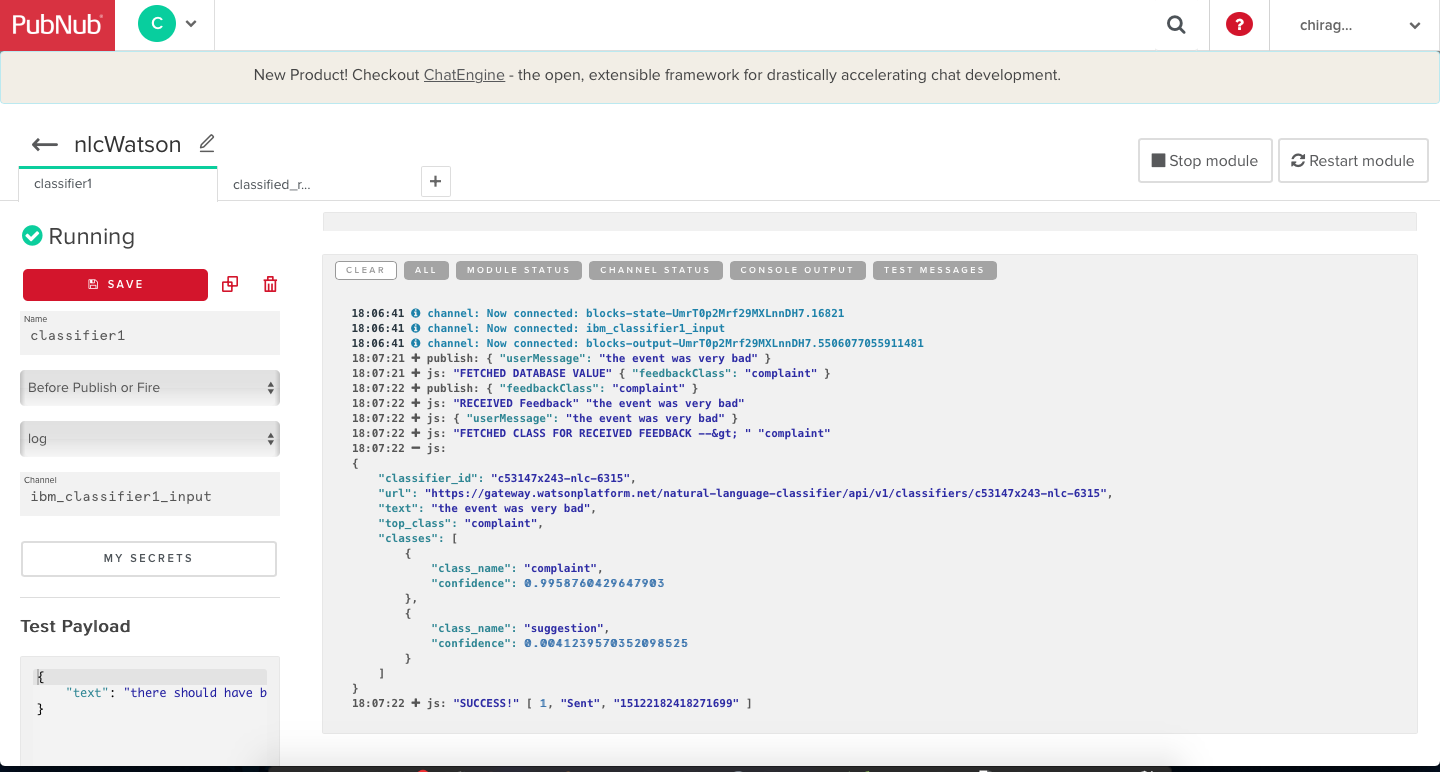 PubNub
C
?
chirag...
New Product! Checkout ChatEngine - the open, extensible framework for drastically accelerating chat development.
nlcWatson
Stop module
Restart module
classifier1
classified_r...
+
Running
SAVE
Name
classifier1
Before Publish or Fire
log
Channel
ibm_classifier1_input
MY SECRETS
Test Payload
{
"text": "there should have b
}
CLEAR ALL MODULE STATUS CHANNEL STATUS CONSOLE OUTPUT TEST MESSAGES
18:06:41 channel: Now connected: blocks-state-UmrT0p2Mrf29MXLnnDH7.16821
18:06:41 channel: Now connected: ibm_classifier1_input
18:06:41 channel: Now connected: blocks-output-UmrT0p2Mrf29MXLnnDH7.5506077055911481
18:07:21 + publish: { "userMessage": "the event was very bad" }
18:07:21 + js: "FETCHED DATABASE VALUE" { "feedbackClass": "complaint" }
18:07:22 + publish: { "feedbackClass": "complaint" }
18:07:22 + js: "RECEIVED Feedback" "the event was very bad"
18:07:22 + js: { "userMessage": "the event was very bad" }
18:07:22 + js: "FETCHED CLASS FOR RECEIVED FEEDBACK --&gt; " "complaint"
18:07:22 − js:
{
"classifier_id": "c53147x243-nlc-6315",
"url": "https://gateway.watsonplatform.net/natural-language-classifier/api/v1/classifiers/c53147x243-nlc-6315",
"text": "the event was very bad",
"top_class": "complaint",
"classes": [
{
"class_name": "complaint",
"confidence": 0.9958760429647903
},
{
"class_name": "suggestion",
"confidence": 0.0041239570352098525
}
]
}
18:07:22 + js: "SUCCESS!" [ 1, "Sent", "15122182418271699" ]